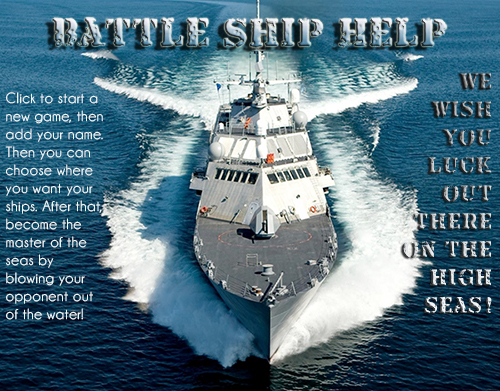 BATTLE SHIP HELP
Click to start a
new game, then
add your name.
Then you can
choose where
you want your
ships. After that,
become the
master of the
seas by
blowing your
opponent out
of the water!
WE
WISH
YOU
LUCK
OUT
THERE
ON THE
HIGH
SEAS!